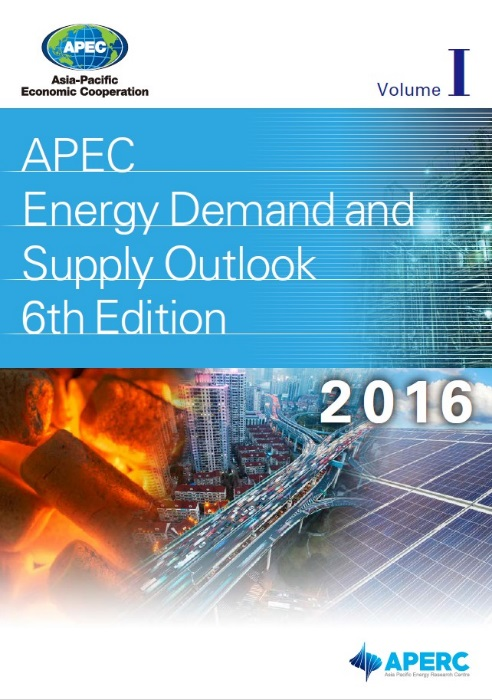 APEC
Asia-Pacific
Economic Cooperation
Volume I
APEC
Energy Demand and
Supply Outlook
6th Edition
2016
APERC
Asia Pacific Energy Research Centre